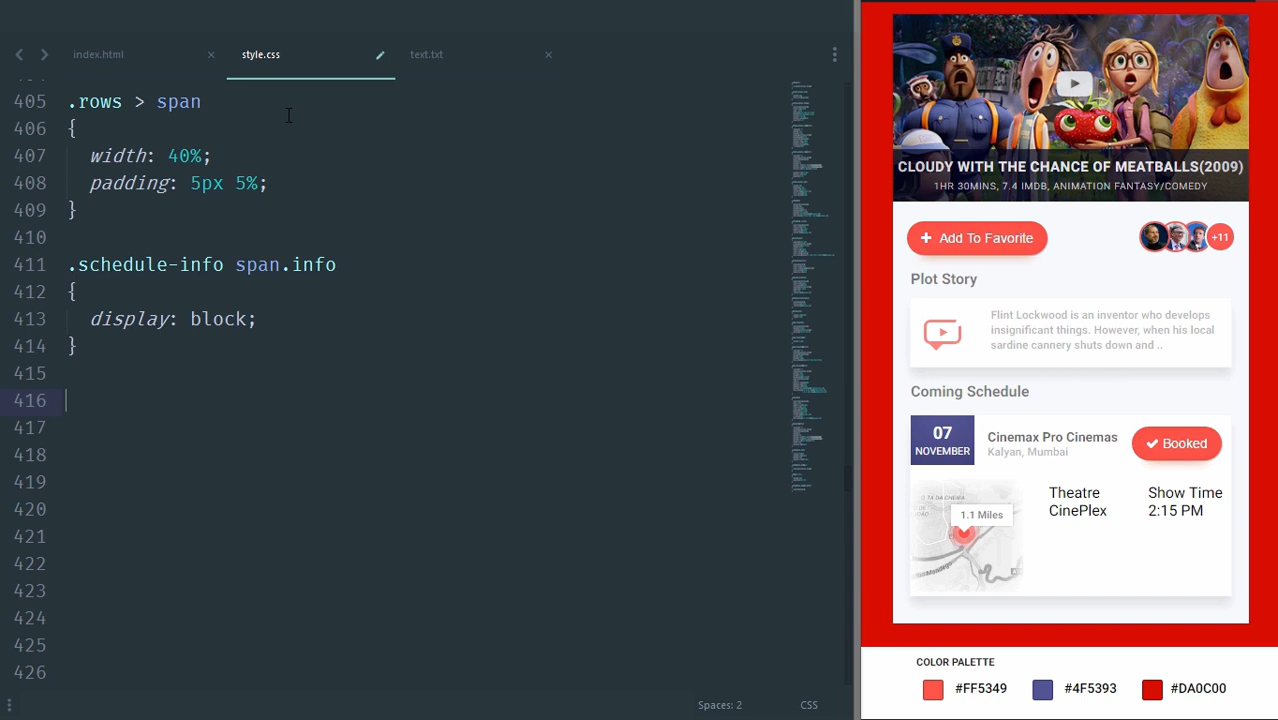 index.html
style.css
text.txt
405
.rows > span
406
{
407
width: 40%;
408
padding: 5px 5%;
409
}
410
411
.schedule-info span.info
412
{
413
display: block;
414
}
415
416
417
418
419
420
421
422
423
424
425
426
Spaces: 2
CSS
CLOUDY WITH THE CHANCE OF MEATBALLS(2009)
1HR 30MINS, 7.4 IMDB, ANIMATION FANTASY/COMEDY
Add To Favorite
+11
Plot Story
Flint Lockwood is an inventor who develops
insignificant things. However, when his local
sardine cannery shuts down and ..
Coming Schedule
07
NOVEMBER
Cinemax Pro Cinemas
Kalyan, Mumbai
Booked
1.1 Miles
Theatre
CinePlex
Show Time
2:15 PM
COLOR PALETTE
#FF5349
#4F5393
#DA0C00